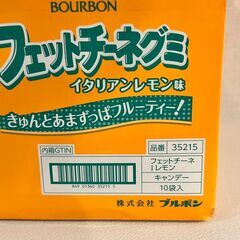 BOURBON
フェットチーネグミ
イタリアンレモン味
きゅんとあまずっぱフルーティー!
内箱GTIN
品番 35215
フェットチーネ
Iレモン
キャンデー
10袋入
株式会社 ブルボン